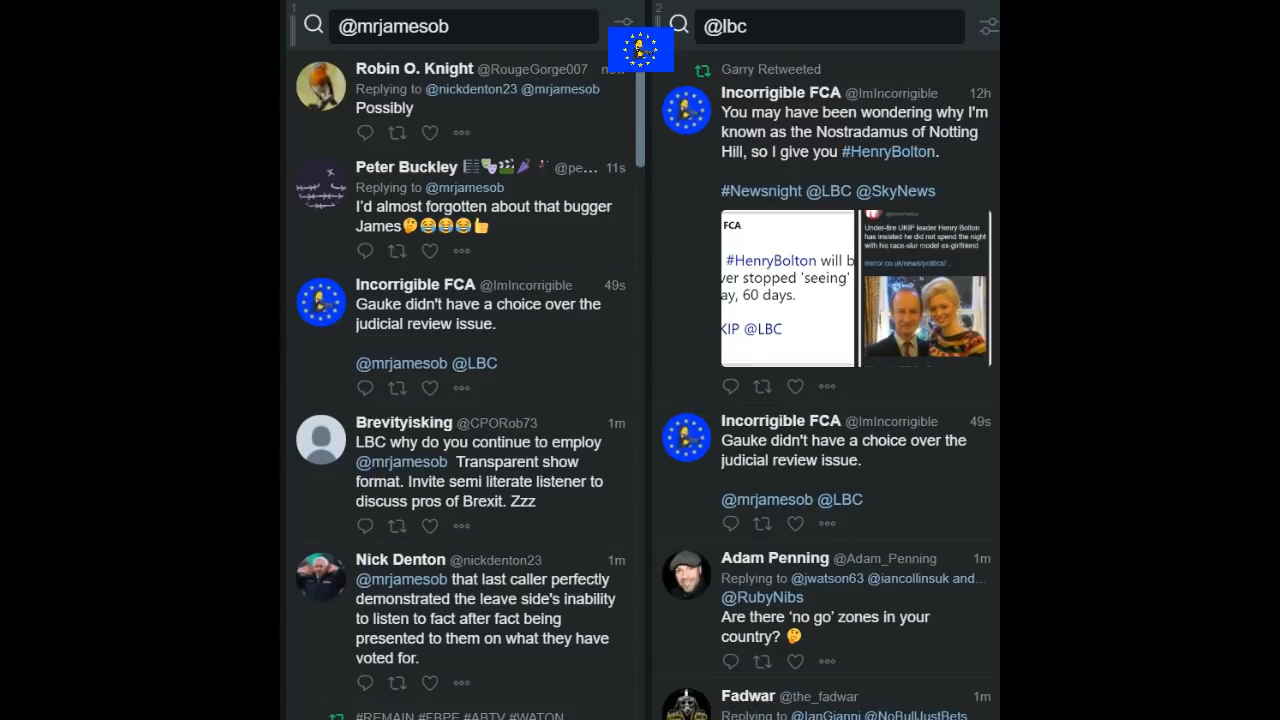 1
@mrjamesob
Robin O. Knight @RougeGorge007 now
Replying to @nickdenton23 @mrjamesob
Possibly
Peter Buckley @pe... 11s
Replying to @mrjamesob
I'd almost forgotten about that bugger
James🤔😂😂😂👍
Incorrigible FCA @ImIncorrigible 49s
Gauke didn't have a choice over the
judicial review issue.
@mrjamesob @LBC
Brevityisking @CPORob73 1m
LBC why do you continue to employ
@mrjamesob Transparent show
format. Invite semi literate listener to
discuss pros of Brexit. Zzz
Nick Denton @nickdenton23 1m
@mrjamesob that last caller perfectly
demonstrated the leave side's inability
to listen to fact after fact being
presented to them on what they have
voted for.
#REMAIN #FBPE #ABTV #WATON
2
@lbc
Garry Retweeted
Incorrigible FCA @ImIncorrigible 12h
You may have been wondering why I'm
known as the Nostradamus of Notting
Hill, so I give you #HenryBolton.
#Newsnight @LBC @SkyNews
FCA
#HenryBolton will b
ver stopped 'seeing'
ay, 60 days.
KIP @LBC
Under-fire UKIP leader Henry Bolton
has insisted he did not spend the night
with his race-slur model ex-girlfriend
mirror.co.uk/news/politics/...
Incorrigible FCA @ImIncorrigible 49s
Gauke didn't have a choice over the
judicial review issue.
@mrjamesob @LBC
Adam Penning @Adam_Penning 1m
Replying to @jwatson63 @iancollinsuk and...
@RubyNibs
Are there 'no go' zones in your
country? 🤔
Fadwar @the_fadwar 1m
Replying to @IanGianni @NoBullJustBets